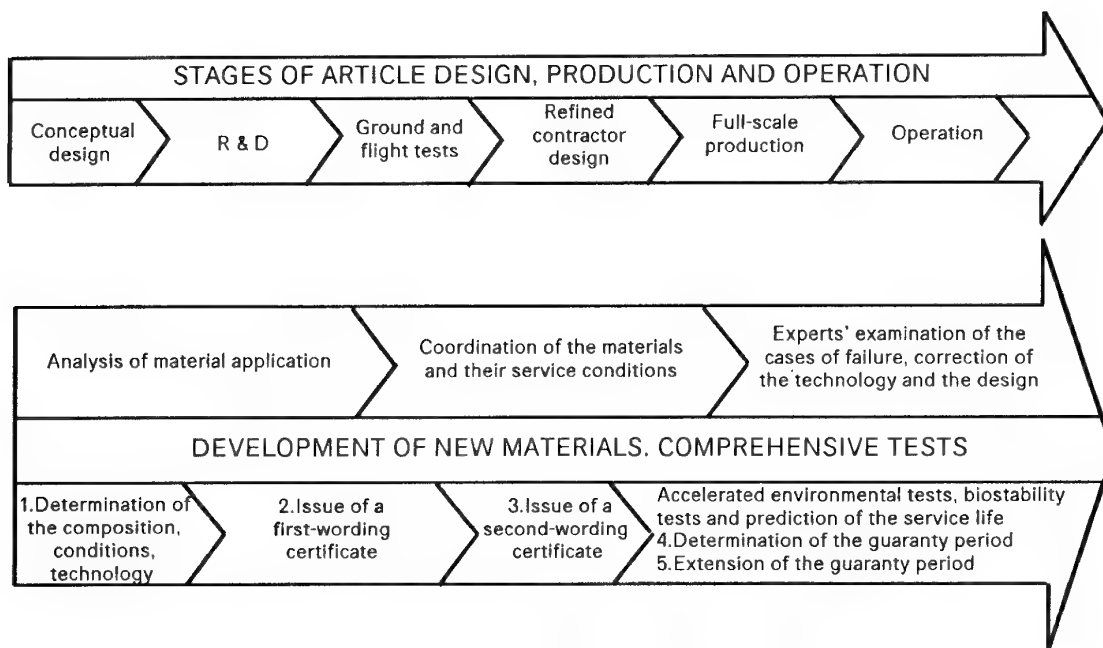 STAGES OF ARTICLE DESIGN, PRODUCTION AND OPERATION
Conceptual
design
R & D
Ground and
flight tests
Refined
contractor
design
Full-scale
production
Operation
Analysis of material application
Coordination of the materials
and their service conditions
Experts' examination of the
cases of failure, correction of
the technology and the design
DEVELOPMENT OF NEW MATERIALS. COMPREHENSIVE TESTS
1.Determination of
the composition,
conditions,
technology
2.Issue of a
first-wording
certificate
3.Issue of a
second-wording
certificate
Accelerated environmental tests, biostability
tests and prediction of the service life
4.Determination of the guaranty period
5.Extension of the guaranty period